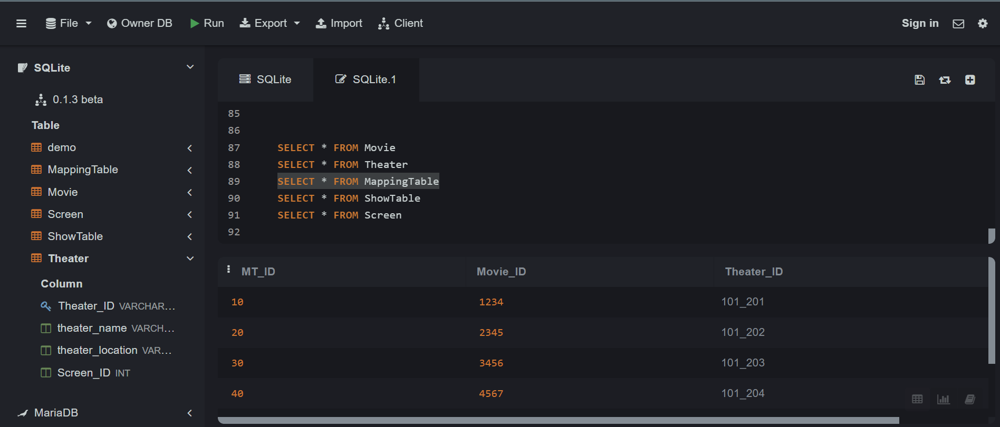 File Owner DB Run Export Import Client Sign in
SQLite
0.1.3 beta
Table
demo
MappingTable
Movie
Screen
ShowTable
Theater
Column
Theater_ID VARCHAR...
theater_name VARCH...
theater_location VAR...
Screen_ID INT
MariaDB
SQLite SQLite.1
85
86
87 SELECT * FROM Movie
88 SELECT * FROM Theater
89 SELECT * FROM MappingTable
90 SELECT * FROM ShowTable
91 SELECT * FROM Screen
92
MT_ID Movie_ID Theater_ID
10 1234 101_201
20 2345 101_202
30 3456 101_203
40 4567 101_204